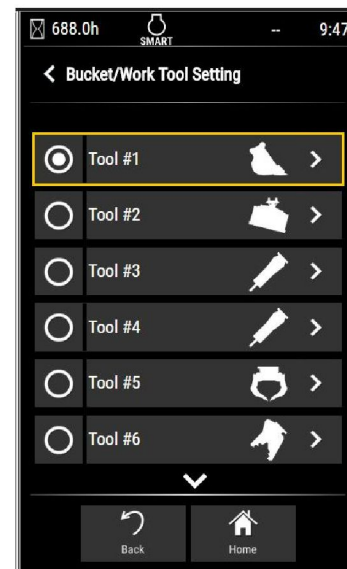 688.0h SMART -- 9:47
Bucket/Work Tool Setting
Tool #1
Tool #2
Tool #3
Tool #4
Tool #5
Tool #6
Back Home